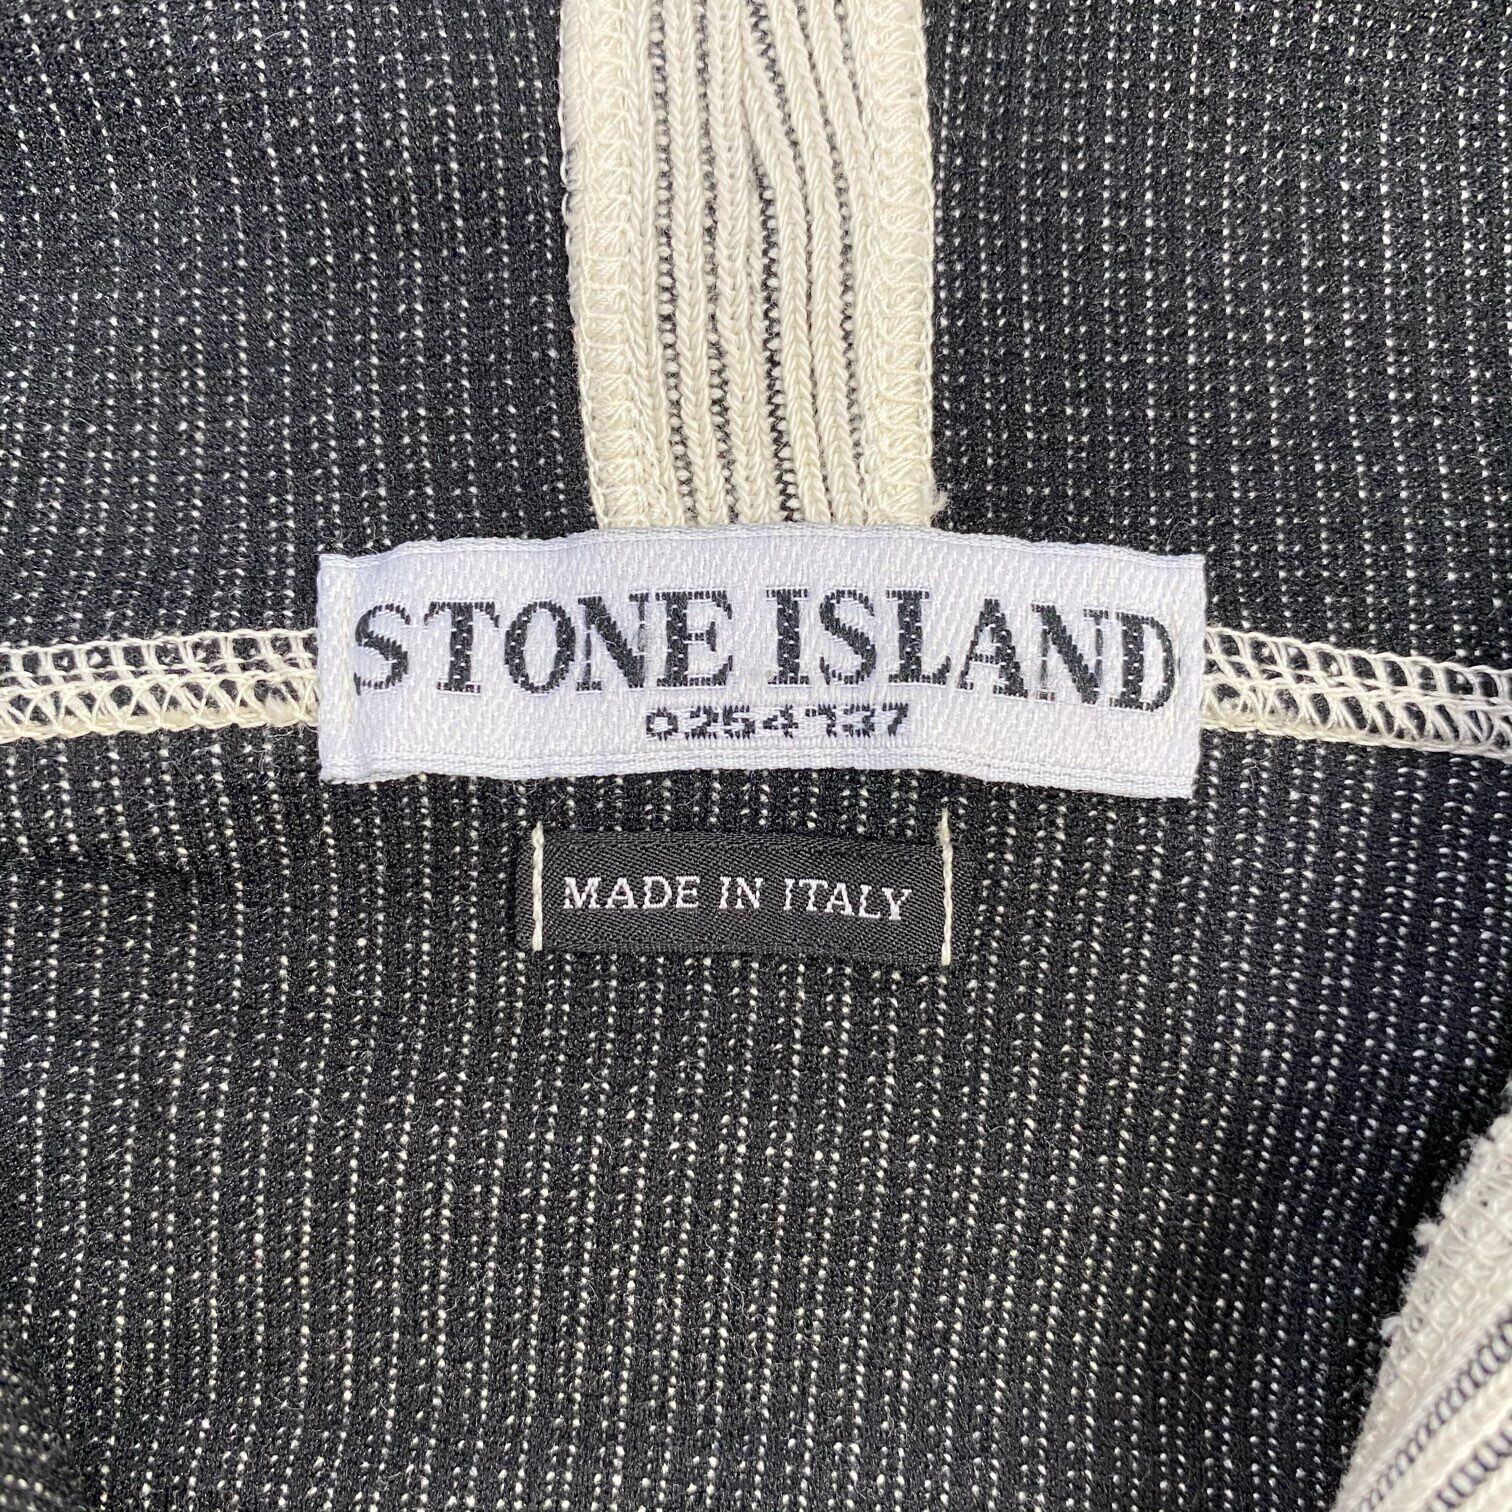 STONE ISLAND
0254737
MADE IN ITALY